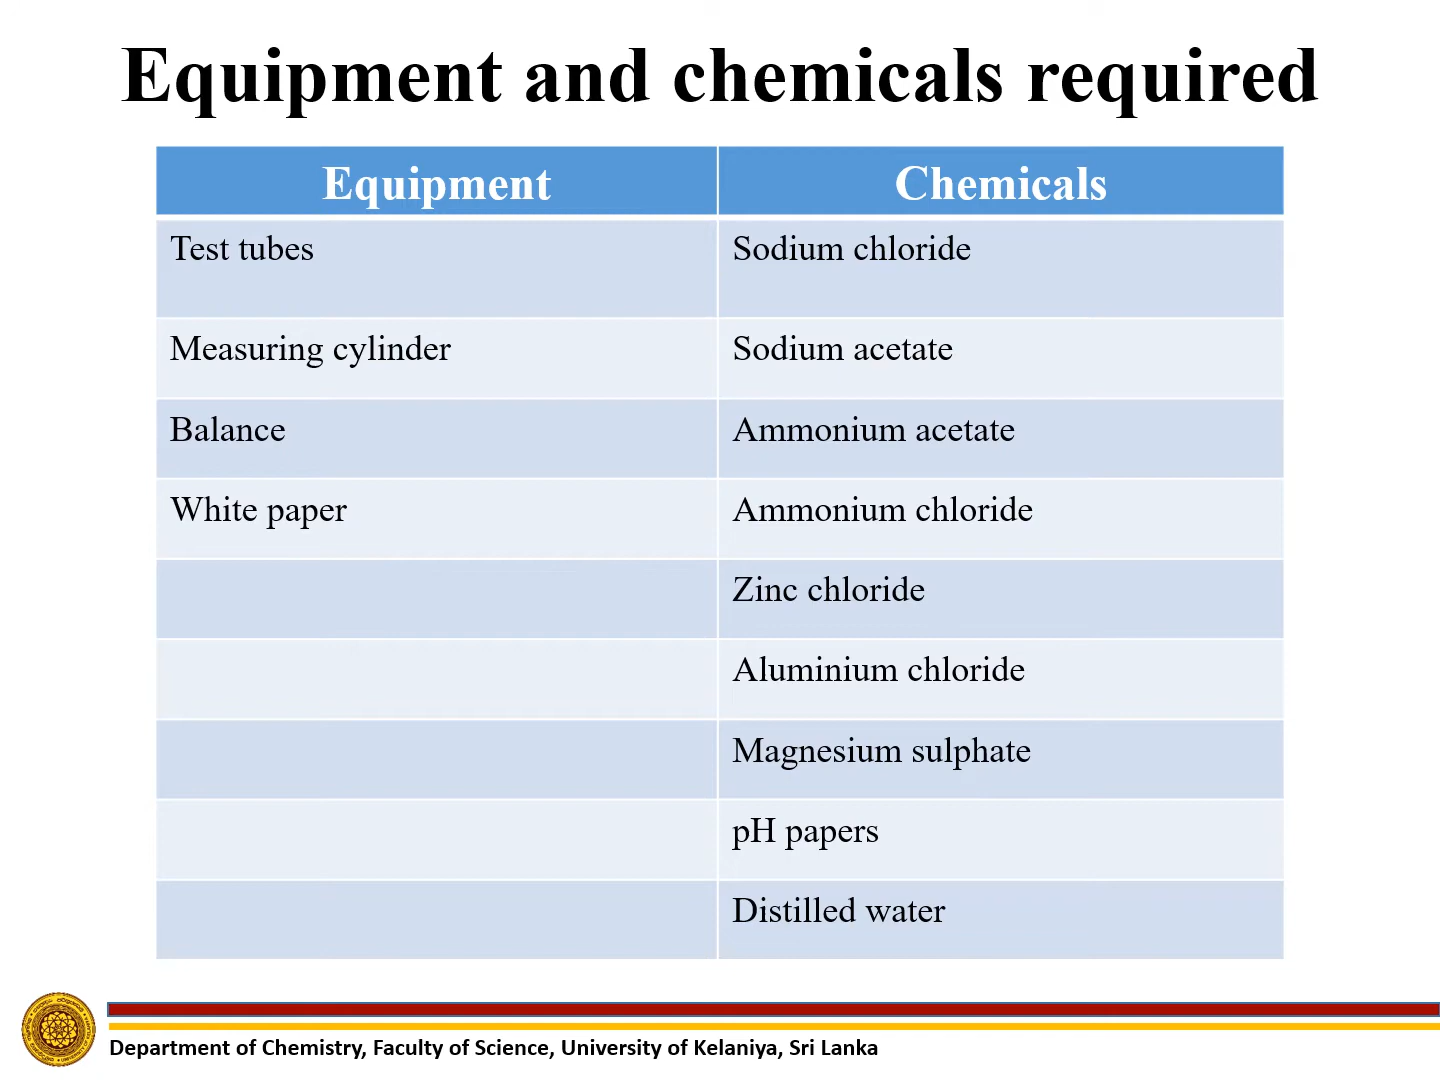 Equipment and chemicals required
Equipment Chemicals
Test tubes Sodium chloride
Measuring cylinder Sodium acetate
Balance Ammonium acetate
White paper Ammonium chloride
Zinc chloride
Aluminium chloride
Magnesium sulphate
pH papers
Distilled water
Department of Chemistry, Faculty of Science, University of Kelaniya, Sri Lanka